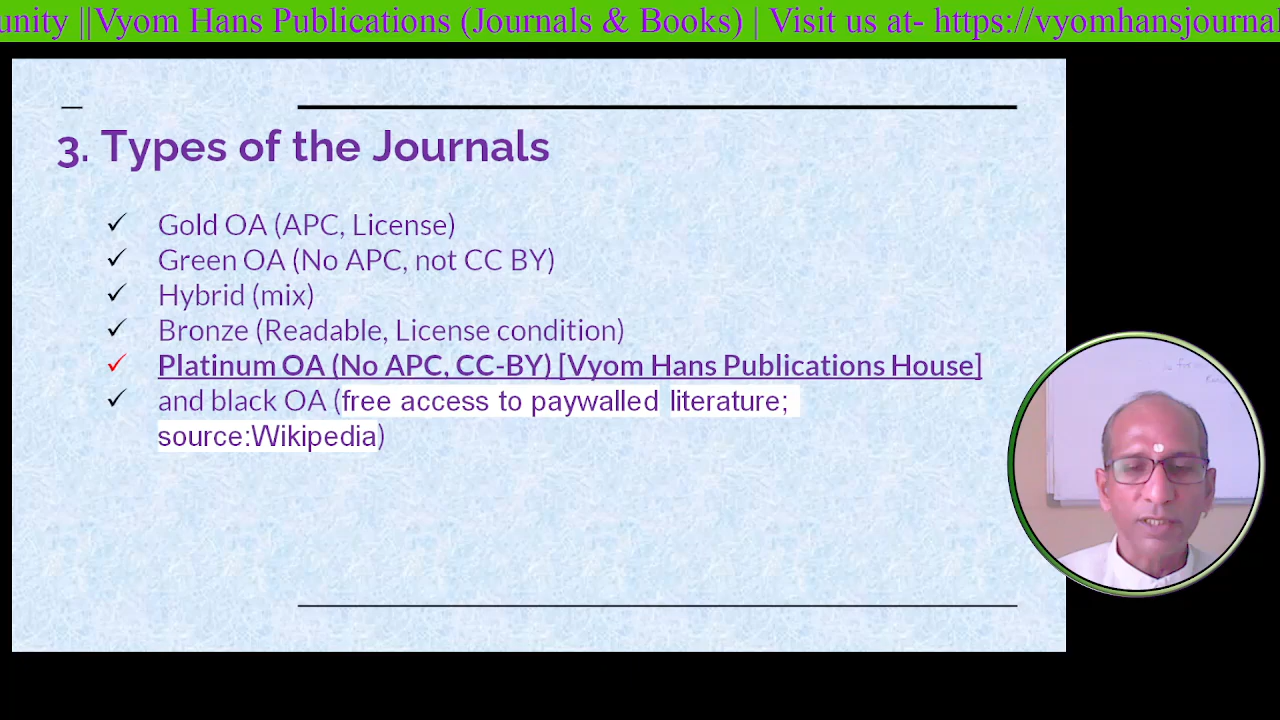 unity ||Vyom Hans Publications (Journals & Books) | Visit us at- https://vyomhansjournal
3. Types of the Journals
✓ Gold OA (APC, License)
✓ Green OA (No APC, not CC BY)
✓ Hybrid (mix)
✓ Bronze (Readable, License condition)
✓ Platinum OA (No APC, CC-BY) [Vyom Hans Publications House]
✓ and black OA (free access to paywalled literature;
source:Wikipedia)